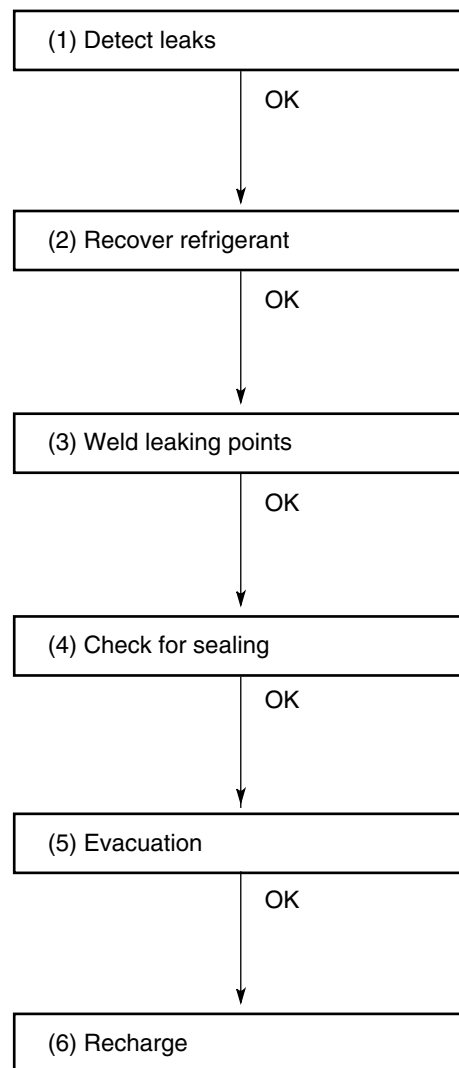 (1) Detect leaks
OK
(2) Recover refrigerant
OK
(3) Weld leaking points
OK
(4) Check for sealing
OK
(5) Evacuation
OK
(6) Recharge